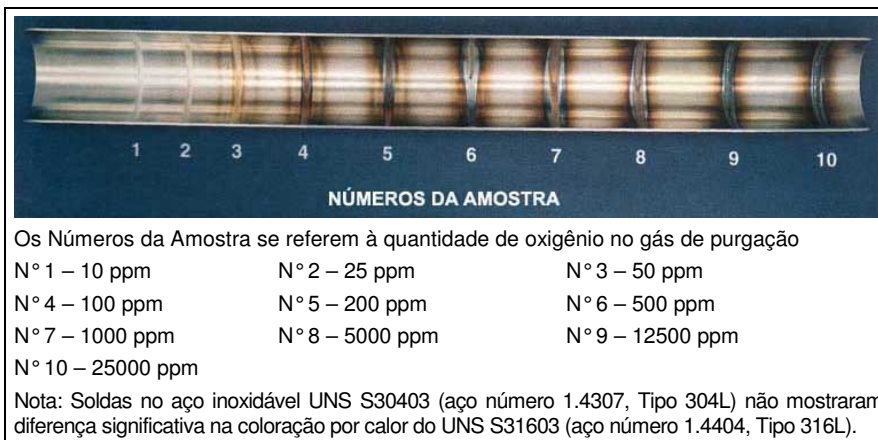 1 2 3 4 5 6 7 8 9 10
NÚMEROS DA AMOSTRA
Os Números da Amostra se referem à quantidade de oxigênio no gás de purgação
N° 1 – 10 ppm N° 2 – 25 ppm N° 3 – 50 ppm
N° 4 – 100 ppm N° 5 – 200 ppm N° 6 – 500 ppm
N° 7 – 1000 ppm N° 8 – 5000 ppm N° 9 – 12500 ppm
N° 10 – 25000 ppm
Nota: Soldas no aço inoxidável UNS S30403 (aço número 1.4307, Tipo 304L) não mostraram
diferença significativa na coloração por calor do UNS S31603 (aço número 1.4404, Tipo 316L).